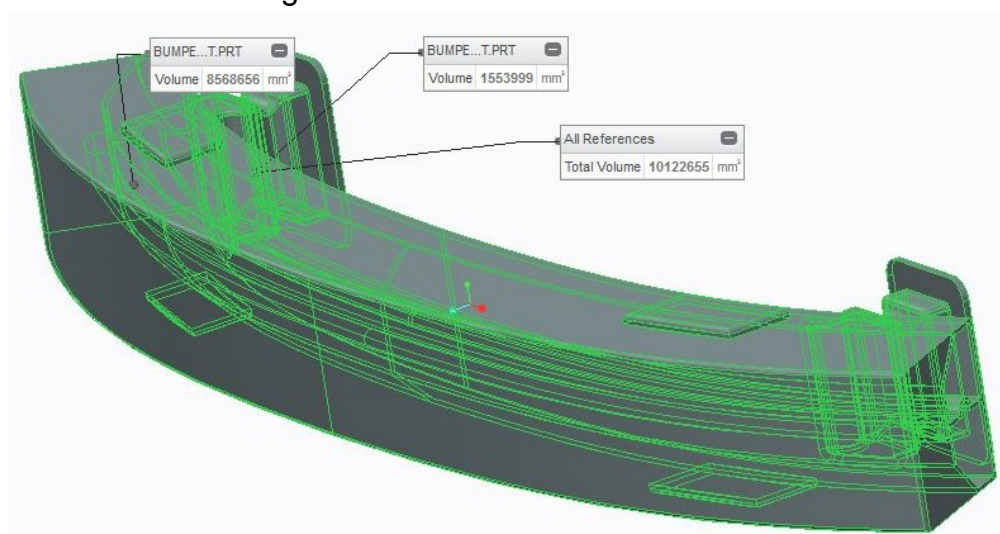 BUMPE...T.PRT
Volume 8568656 mm³
BUMPE...T.PRT
Volume 1553999 mm³
All References
Total Volume 10122655 mm³